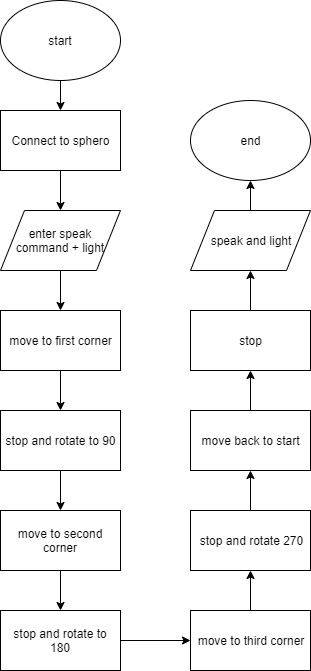 start
Connect to sphero
enter speak
command + light
move to first corner
stop and rotate to 90
move to second
corner
stop and rotate to
180
move to third corner
stop and rotate 270
move back to start
stop
speak and light
end